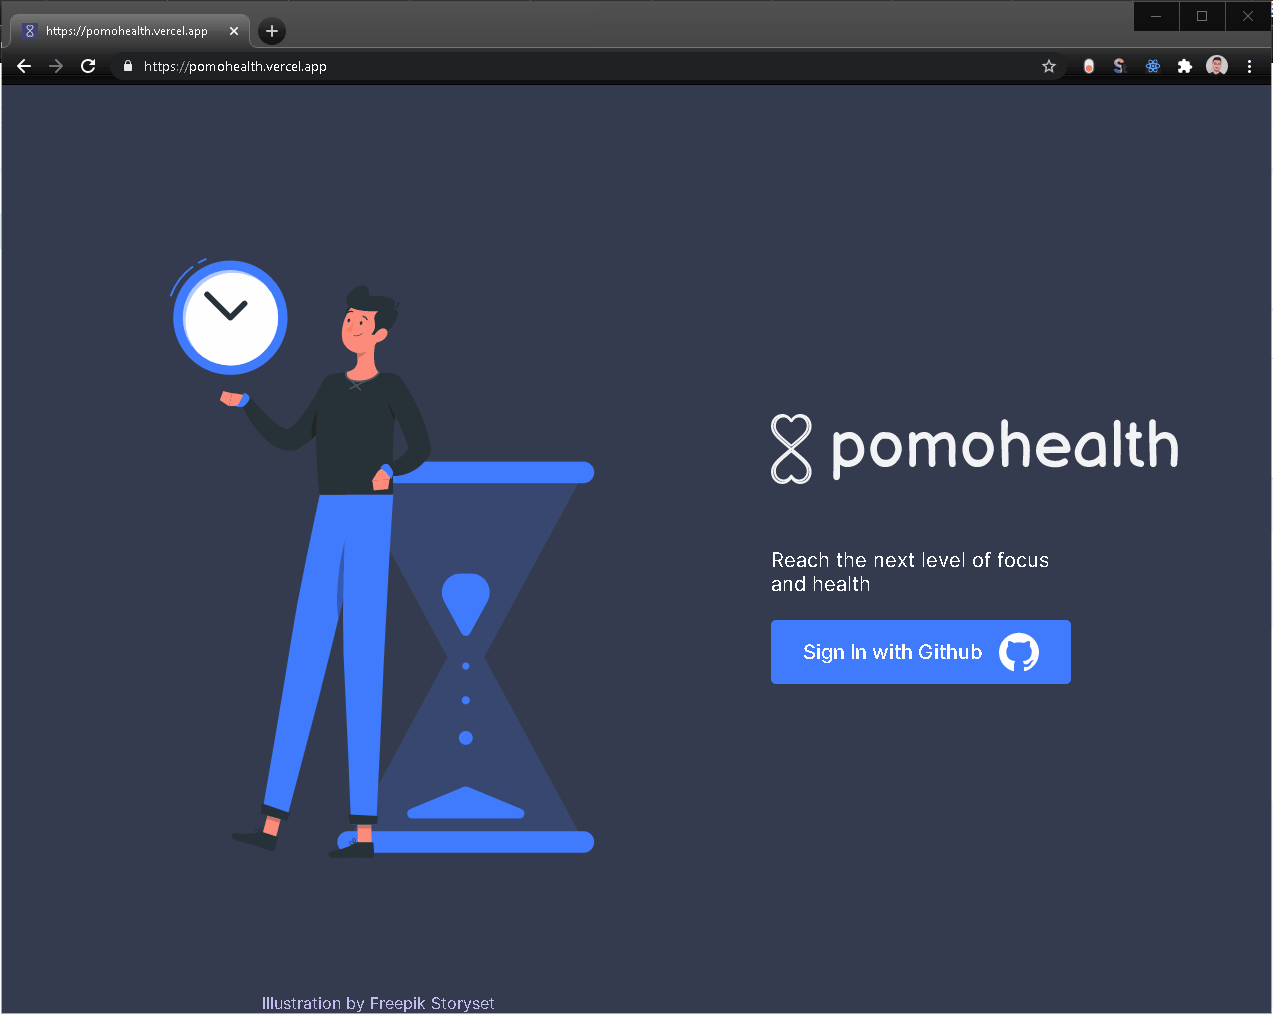 https://pomohealth.vercel.app
https://pomohealth.vercel.app
pomohealth
Reach the next level of focus
and health
Sign In with Github
Illustration by Freepik Storyset